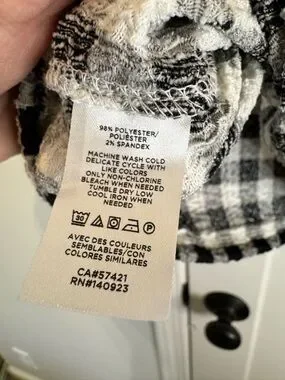 98% POLYESTER/
POLIÉSTER
2% SPANDEX
MACHINE WASH COLD
DELICATE CYCLE WITH
LIKE COLORS
ONLY NON-CHLORINE
BLEACH WHEN NEEDED
TUMBLE DRY LOW
COOL IRON WHEN
NEEDED
30 P
AVEC DES COULEURS
SEMBLABLES/CON
COLORES SIMILARES
CA#57421
RN#140923